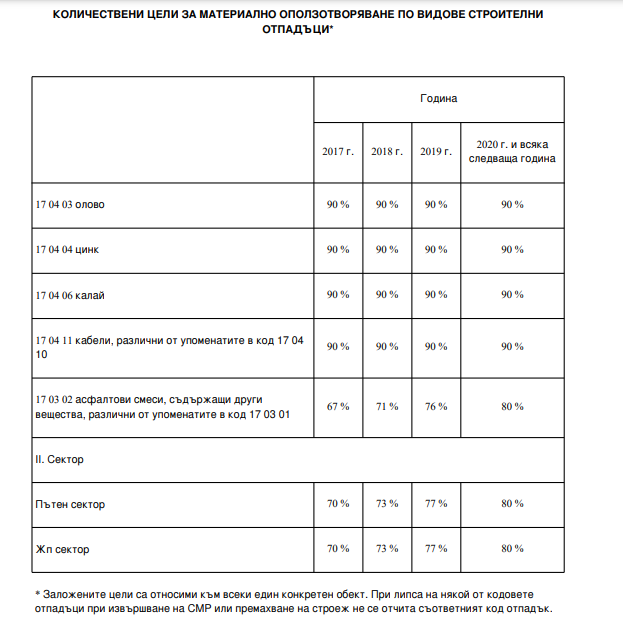 КОЛИЧЕСТВЕНИ ЦЕЛИ ЗА МАТЕРИАЛНО ОПОЛЗОТВОРЯВАНЕ ПО ВИДОВЕ СТРОИТЕЛНИ
ОТПАДЪЦИ*
Година
2017 г. 2018 г. 2019 г. 2020 г. и всяка
следваща година
17 04 03 олово 90 % 90 % 90 % 90 %
17 04 04 цинк 90 % 90 % 90 % 90 %
17 04 06 калай 90 % 90 % 90 % 90 %
17 04 11 кабели, различни от упоменатите в код 17 04
10 90 % 90 % 90 % 90 %
17 03 02 асфалтови смеси, съдържащи други
вещества, различни от упоменатите в код 17 03 01 67 % 71 % 76 % 80 %
II. Сектор
Пътен сектор 70 % 73 % 77 % 80 %
Жп сектор 70 % 73 % 77 % 80 %
* Заложените цели са относими към всеки един конкретен обект. При липса на някой от кодовете
отпадъци при извършване на СМР или премахване на строеж не се отчита съответният код отпадък.